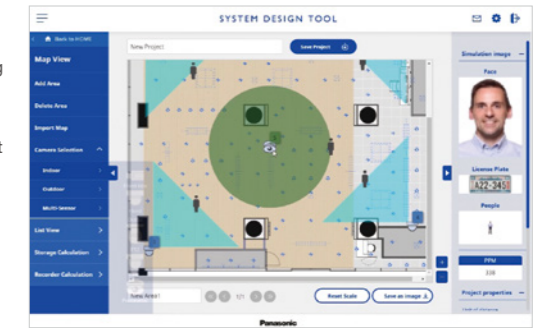 SYSTEM DESIGN TOOL
Back to HOME
Map View
Add Area
Delete Area
Import Map
Camera Selection
Indoor
Outdoor
Multi-Sensor
List View
Storage Calculation
Recorder Calculation
New Project
Save Project
New Area1
1/1
Reset Scale
Save as image
Simulation image
Face
License Plate
A22-3451
People
PPM
Project properties
Panasonic
g
t